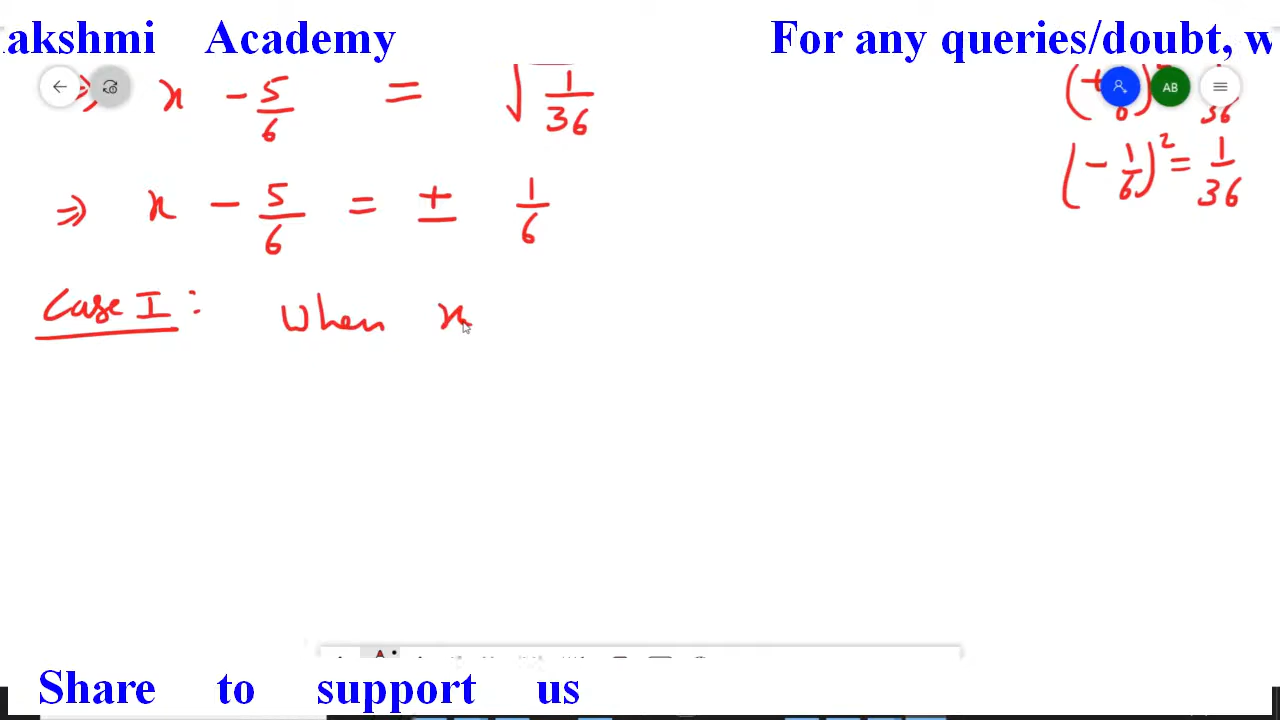 akshmi Academy For any queries/doubt, w
⇒ x - 5/6 = √(1/36)
(- 1/6)² = 1/36
⇒ x - 5/6 = ± 1/6
Case I : When x
AB
Share to support us